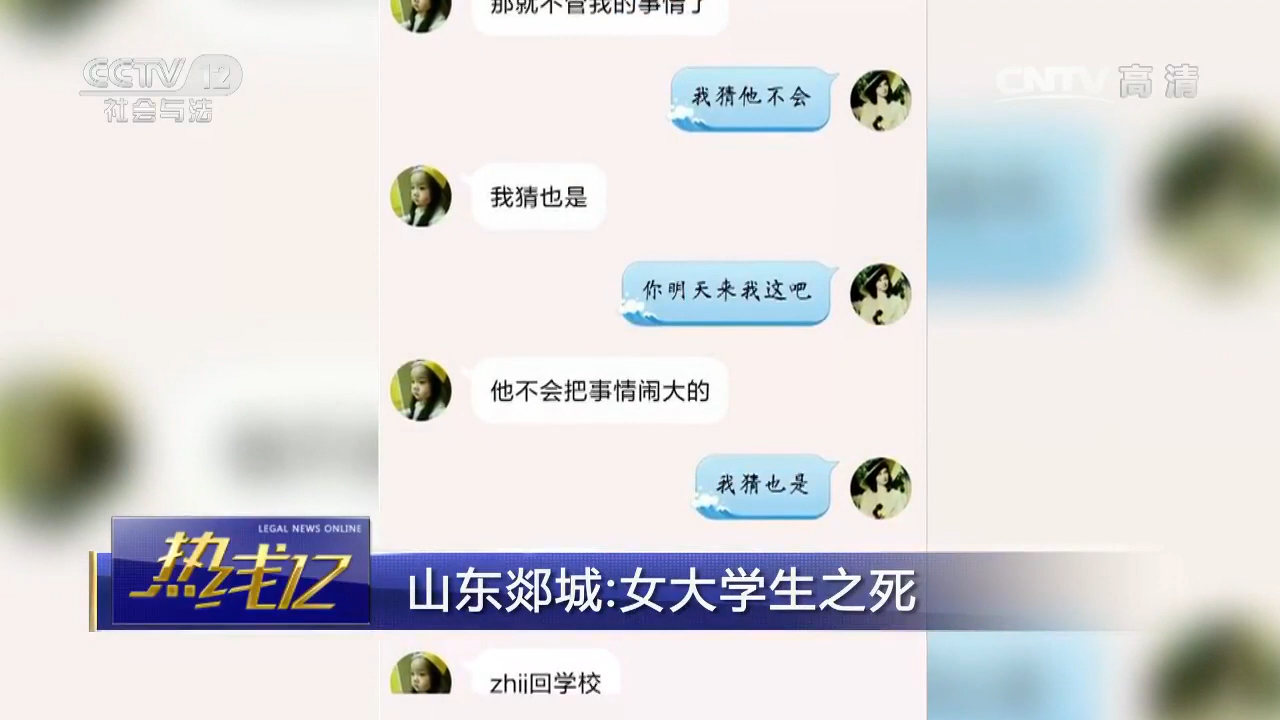 那就不管我的事情了
CCTV 12
社会与法
CNTV 高清
我猜他不会
我猜也是
你明天来我这吧
他不会把事情闹大的
我猜也是
LEGAL NEWS ONLINE
热线12
山东郯城:女大学生之死
zhij回学校